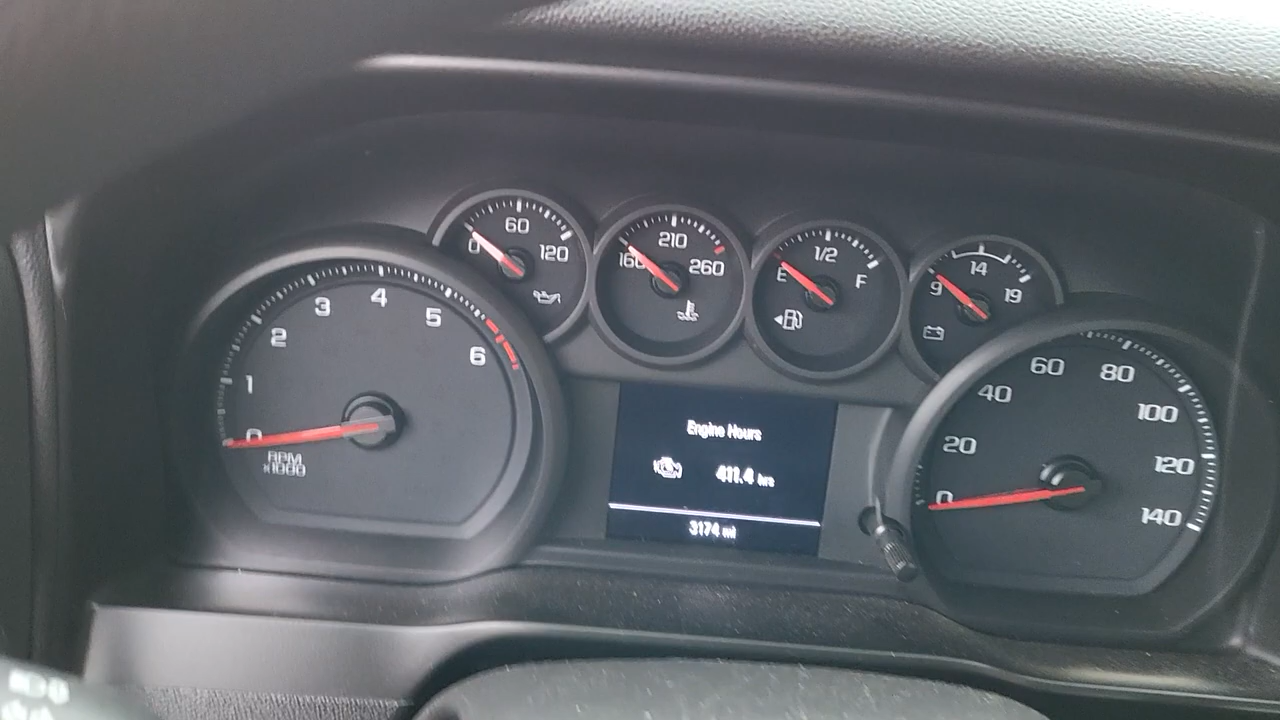 0 60 120
160 210 260
E 1/2 F
9 14 19
0 1 2 3 4 5 6
RPM
x1000
Engine Hours
411.4 hrs
3174 mi
0 20 40 60 80 100 120 140